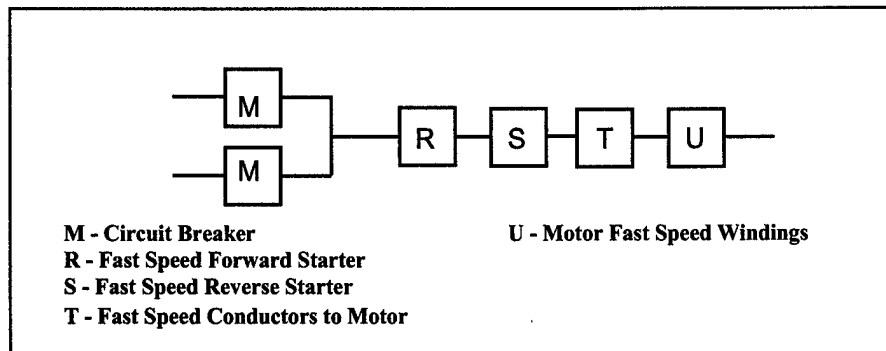 M
R S T U
M
M - Circuit Breaker U - Motor Fast Speed Windings
R - Fast Speed Forward Starter
S - Fast Speed Reverse Starter
T - Fast Speed Conductors to Motor